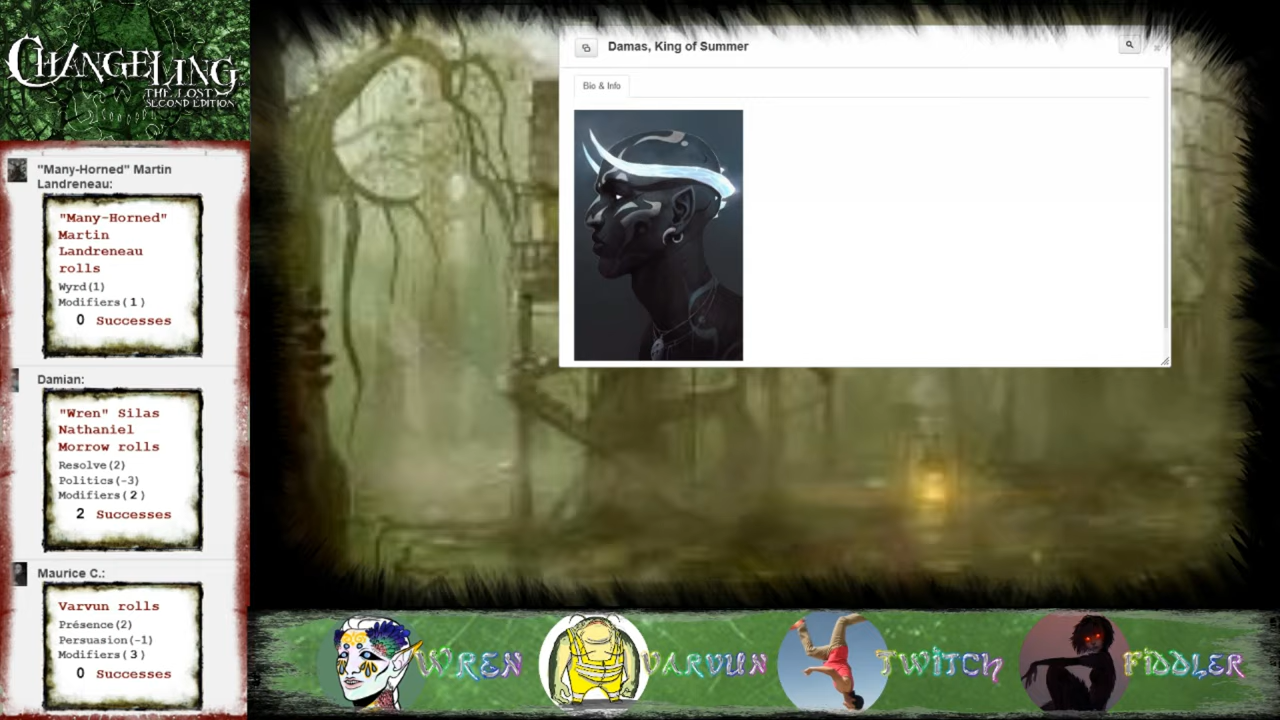 CHANGELING
THE LOST
SECOND EDITION
"Many-Horned" Martin
Landreneau:
"Many-Horned"
Martin
Landreneau
rolls
Wyrd(1)
Modifiers( 1 )
0 Successes
Damian:
"Wren" Silas
Nathaniel
Morrow rolls
Resolve(2)
Politics(-3)
Modifiers( 2 )
2 Successes
Maurice C.:
Varvun rolls
Présence(2)
Persuasion(-1)
Modifiers( 3 )
0 Successes
Damas, King of Summer
Bio & Info
WREN
VARVUN
TWITCH
FIDDLER